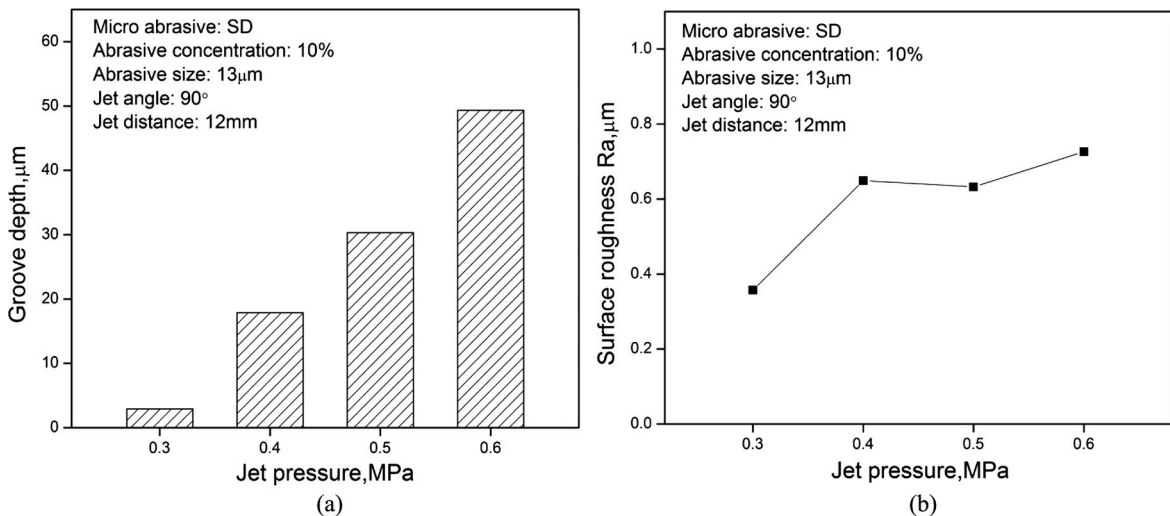 Micro abrasive: SD
Abrasive concentration: 10%
Abrasive size: 13μm
Jet angle: 90°
Jet distance: 12mm
Groove depth,μm
60
50
40
30
20
10
0
0.3 0.4 0.5 0.6
Jet pressure,MPa
(a)
Micro abrasive: SD
Abrasive concentration: 10%
Abrasive size: 13μm
Jet angle: 90°
Jet distance: 12mm
Surface roughness Ra,μm
1.0
0.8
0.6
0.4
0.2
0.0
0.3 0.4 0.5 0.6
Jet pressure,MPa
(b)